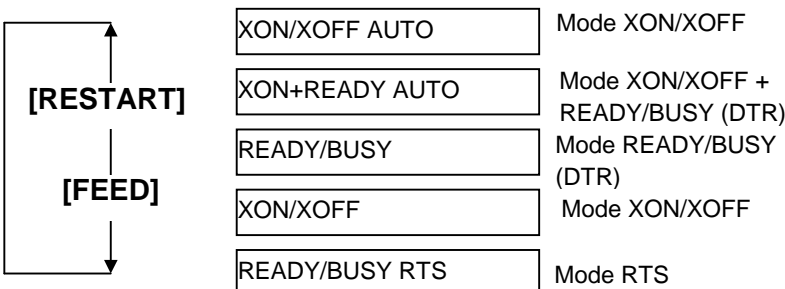 XON/XOFF AUTO Mode XON/XOFF
[RESTART]
XON+READY AUTO Mode XON/XOFF +
READY/BUSY (DTR)
READY/BUSY Mode READY/BUSY
(DTR)
[FEED]
XON/XOFF Mode XON/XOFF
READY/BUSY RTS Mode RTS